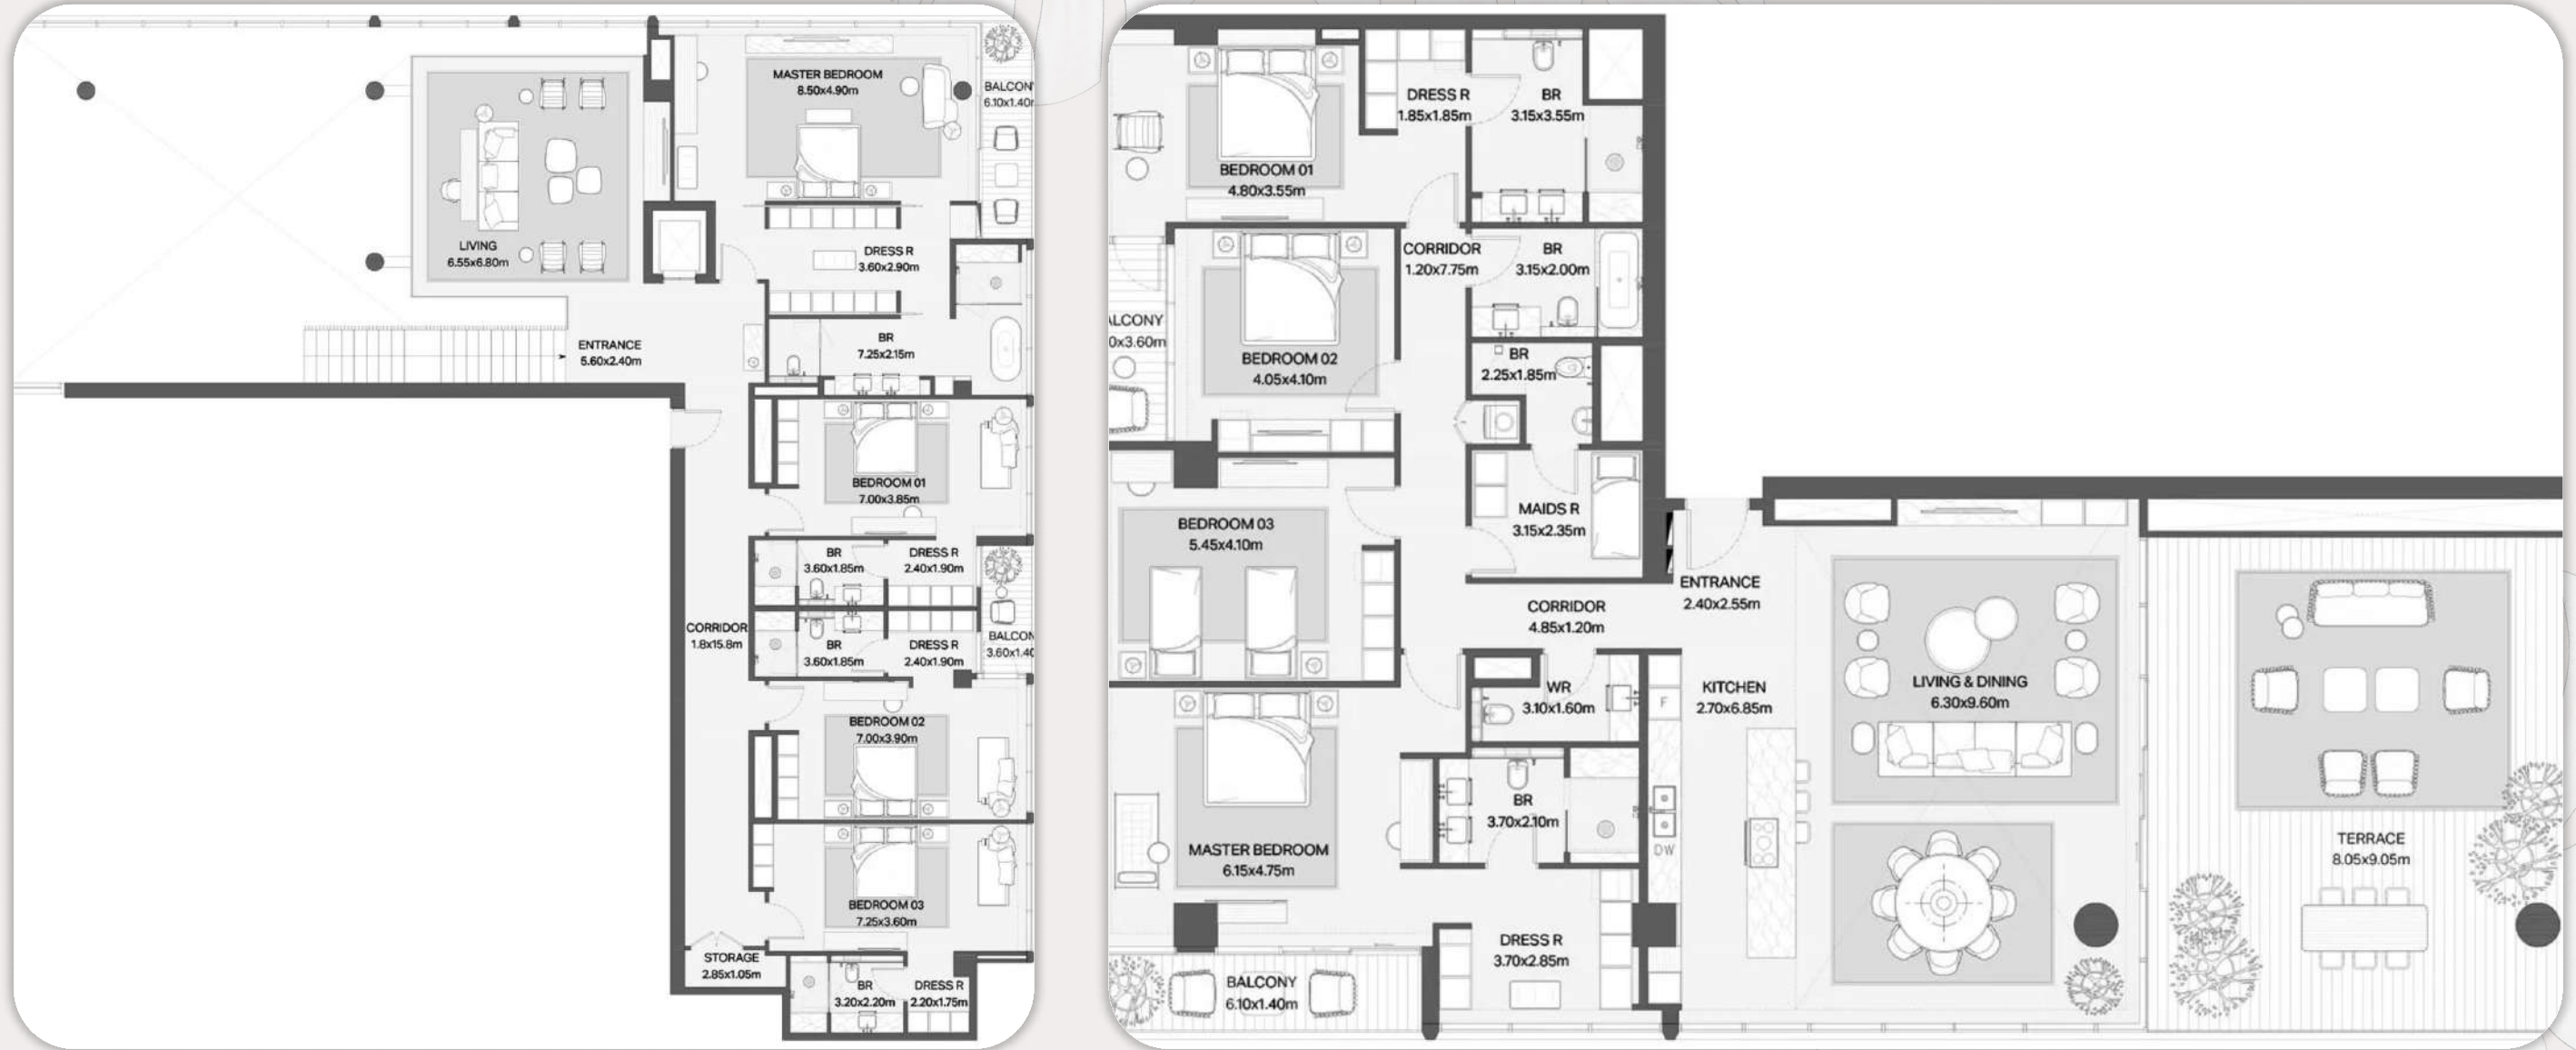 MASTER BEDROOM
8.50x4.90m
BALCON
6.10x1.40
LIVING
6.55x6.80m
DRESS R
3.60x2.90m
ENTRANCE
5.60x2.40m
BR
7.25x2.15m
BEDROOM 01
7.00x3.85m
BR
3.60x1.85m
DRESS R
2.40x1.90m
CORRIDOR
1.8x15.8m
BR
3.60x1.85m
DRESS R
2.40x1.90m
BALCON
3.60x1.40
BEDROOM 02
7.00x3.90m
BEDROOM 03
7.25x3.60m
STORAGE
2.85x1.05m
BR
3.20x2.20m
DRESS R
2.20x1.75m
BEDROOM 01
4.80x3.55m
DRESS R
1.85x1.85m
BR
3.15x3.55m
CORRIDOR
1.20x7.75m
BR
3.15x2.00m
ALCONY
0x3.60m
BEDROOM 02
4.05x4.10m
BR
2.25x1.85m
BEDROOM 03
5.45x4.10m
MAIDS R
3.15x2.35m
ENTRANCE
2.40x2.55m
CORRIDOR
4.85x1.20m
WR
3.10x1.60m
F
KITCHEN
2.70x6.85m
LIVING & DINING
6.30x9.60m
MASTER BEDROOM
6.15x4.75m
BR
3.70x2.10m
DW
TERRACE
8.05x9.05m
DRESS R
3.70x2.85m
BALCONY
6.10x1.40m